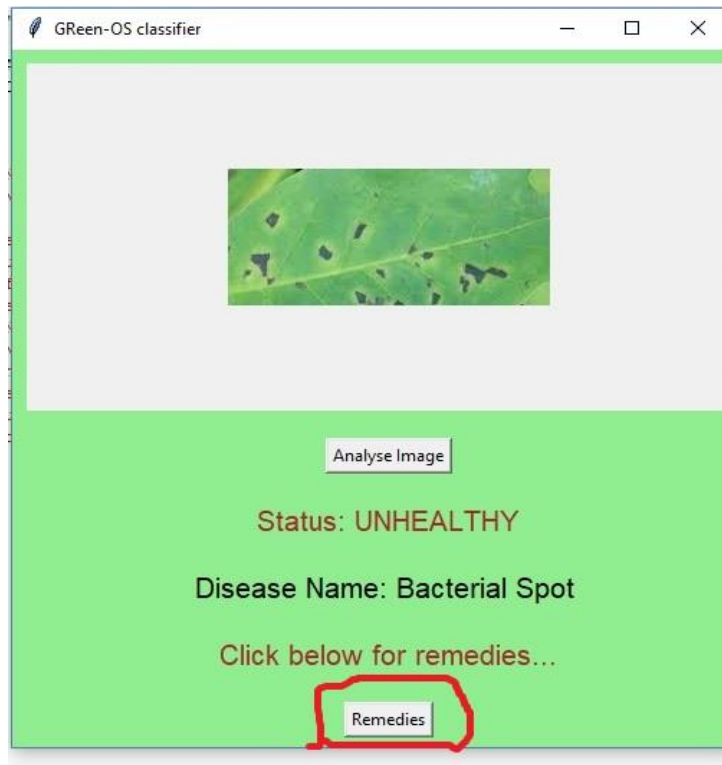 GReen-OS classifier
Analyse Image
Status: UNHEALTHY
Disease Name: Bacterial Spot
Click below for remedies...
Remedies